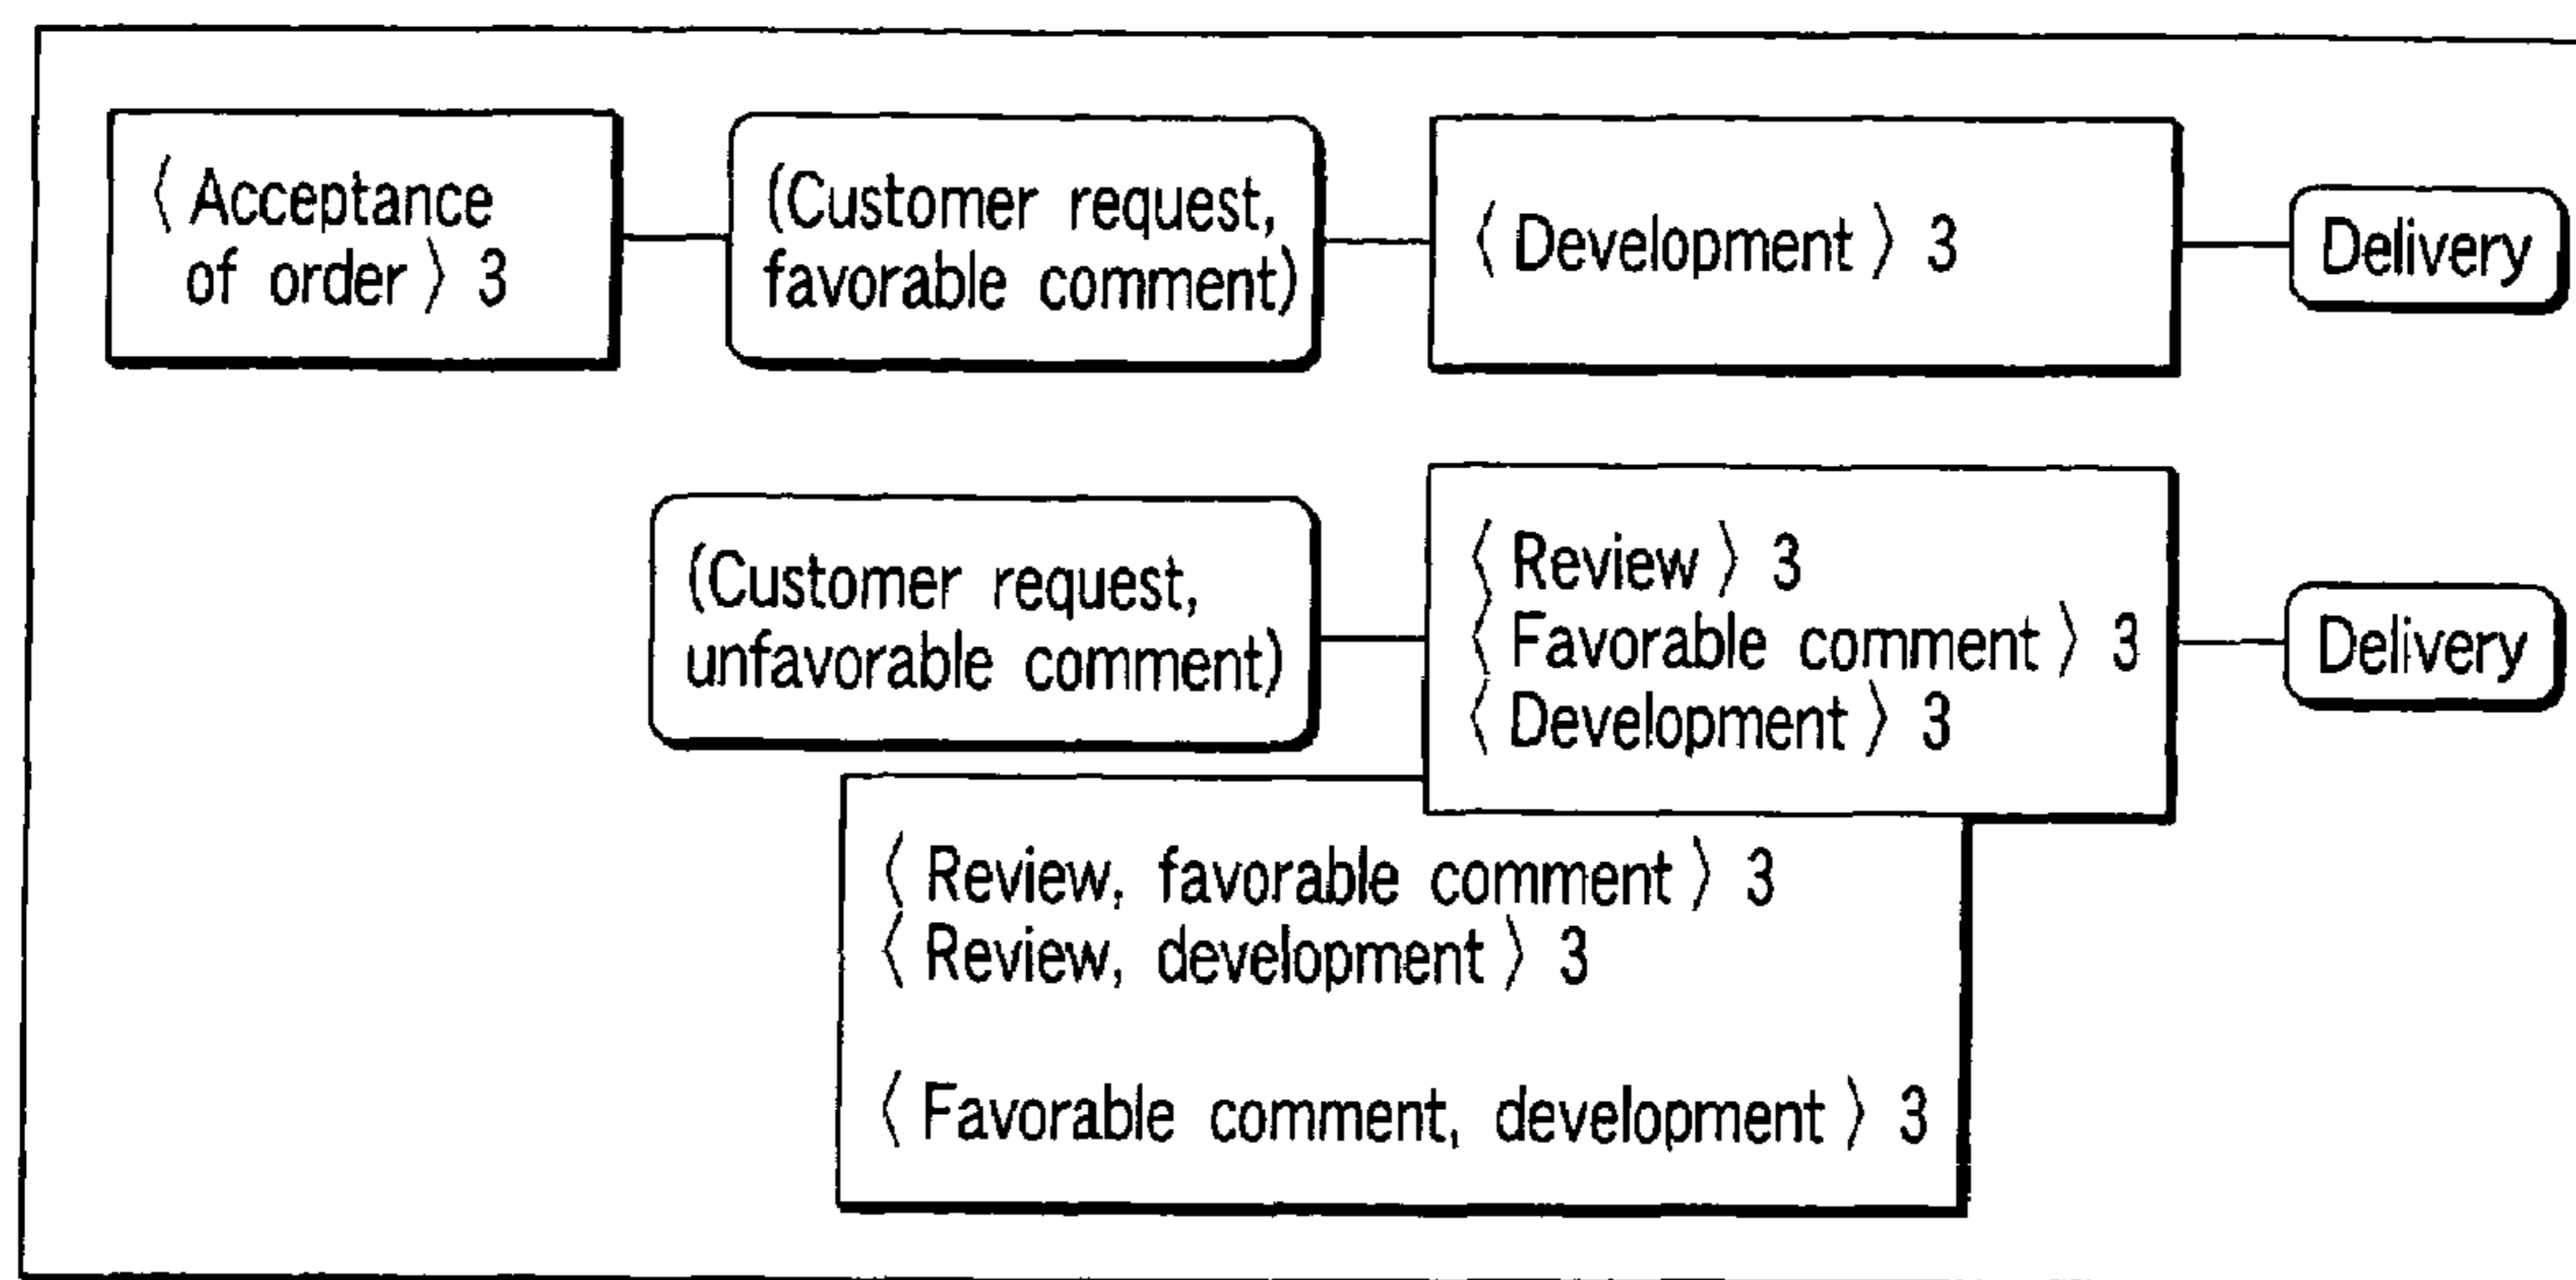 〈 Acceptance
of order 〉 3
(Customer request,
favorable comment)
〈 Development 〉 3
Delivery
(Customer request,
unfavorable comment)
〈 Review 〉 3
〈 Favorable comment 〉 3
〈 Development 〉 3
Delivery
〈 Review, favorable comment 〉 3
〈 Review, development 〉 3
〈 Favorable comment, development 〉 3